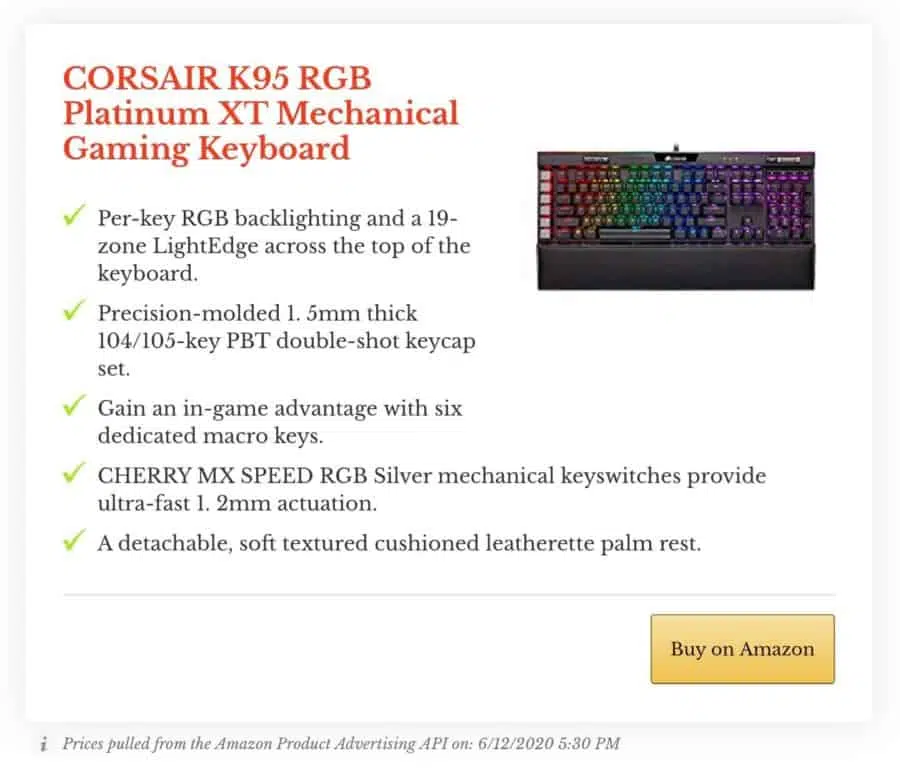 CORSAIR K95 RGB
Platinum XT Mechanical
Gaming Keyboard
Per-key RGB backlighting and a 19-
zone LightEdge across the top of the
keyboard.
Precision-molded 1. 5mm thick
104/105-key PBT double-shot keycap
set.
Gain an in-game advantage with six
dedicated macro keys.
CHERRY MX SPEED RGB Silver mechanical keyswitches provide
ultra-fast 1. 2mm actuation.
A detachable, soft textured cushioned leatherette palm rest.
Buy on Amazon
i Prices pulled from the Amazon Product Advertising API on: 6/12/2020 5:30 PM